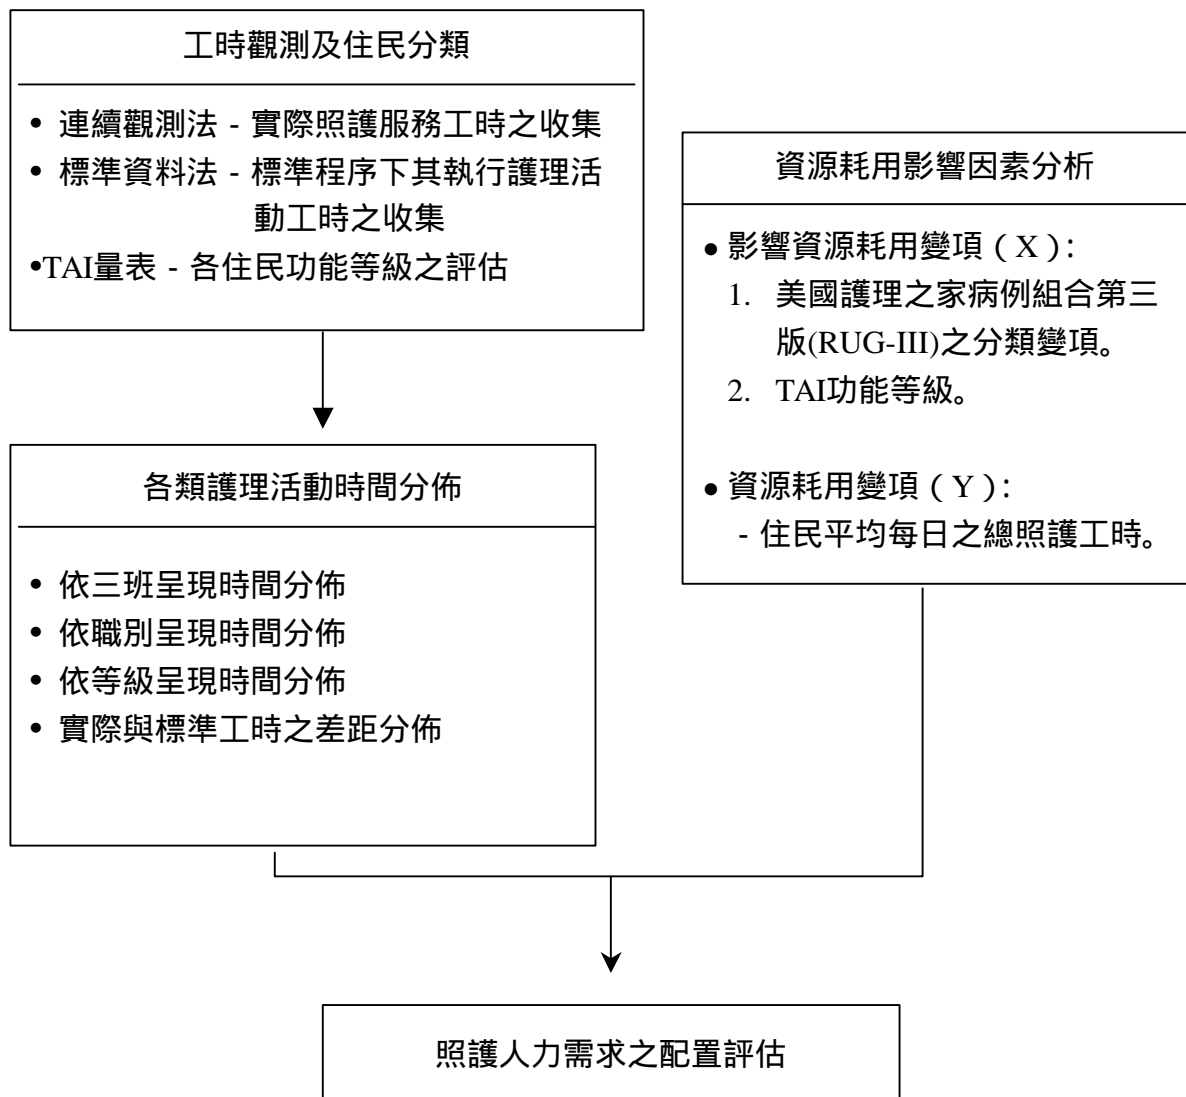 工時觀測及住民分類
• 連續觀測法 - 實際照護服務工時之收集
• 標準資料法 - 標準程序下其執行護理活
動工時之收集
•TAI量表 - 各住民功能等級之評估
資源耗用影響因素分析
• 影響資源耗用變項（X）：
1. 美國護理之家病例組合第三
版(RUG-III)之分類變項。
2. TAI功能等級。
• 資源耗用變項（Y）：
- 住民平均每日之總照護工時。
各類護理活動時間分佈
• 依三班呈現時間分佈
• 依職別呈現時間分佈
• 依等級呈現時間分佈
• 實際與標準工時之差距分佈
照護人力需求之配置評估